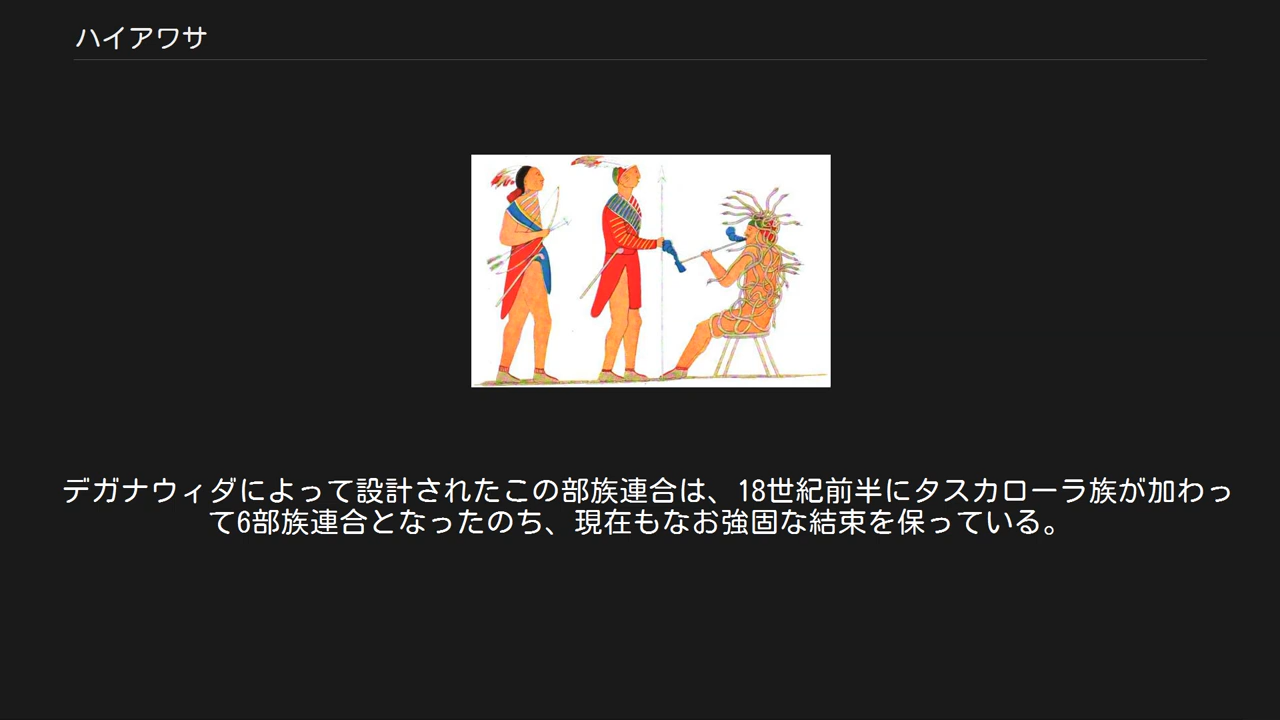 ハイアワサ
デガナウィダによって設計されたこの部族連合は、18世紀前半にタスカローラ族が加わっ
て6部族連合となったのち、現在もなお強固な結束を保っている。